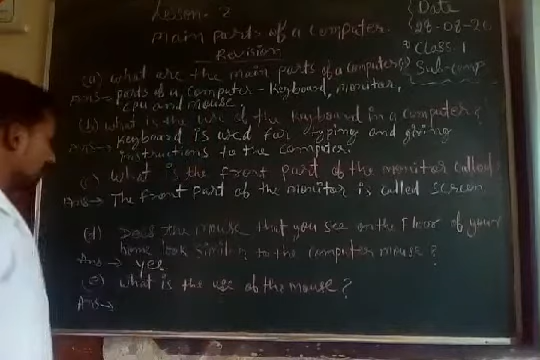 Lesson - 2
Date
Main parts of a computer.
28-08-20
Revision
Class. 1
Sub-comp
(a) What are the main parts of a computer?
Ans→ parts of a computer - Keyboard, monitor,
cpu and mouse.
(b) What is the use of the keyboard in a computer?
Ans→ Keyboard is used for typing and giving
instructions to the computer.
(c) What is the front part of the monitor called
Ans→ The front part of the monitor is called screen
(d) Does the mouse that you see on the floor of your
home look similar to the computer mouse?
Ans→ yes
(e) What is the use of the mouse?
Ans→